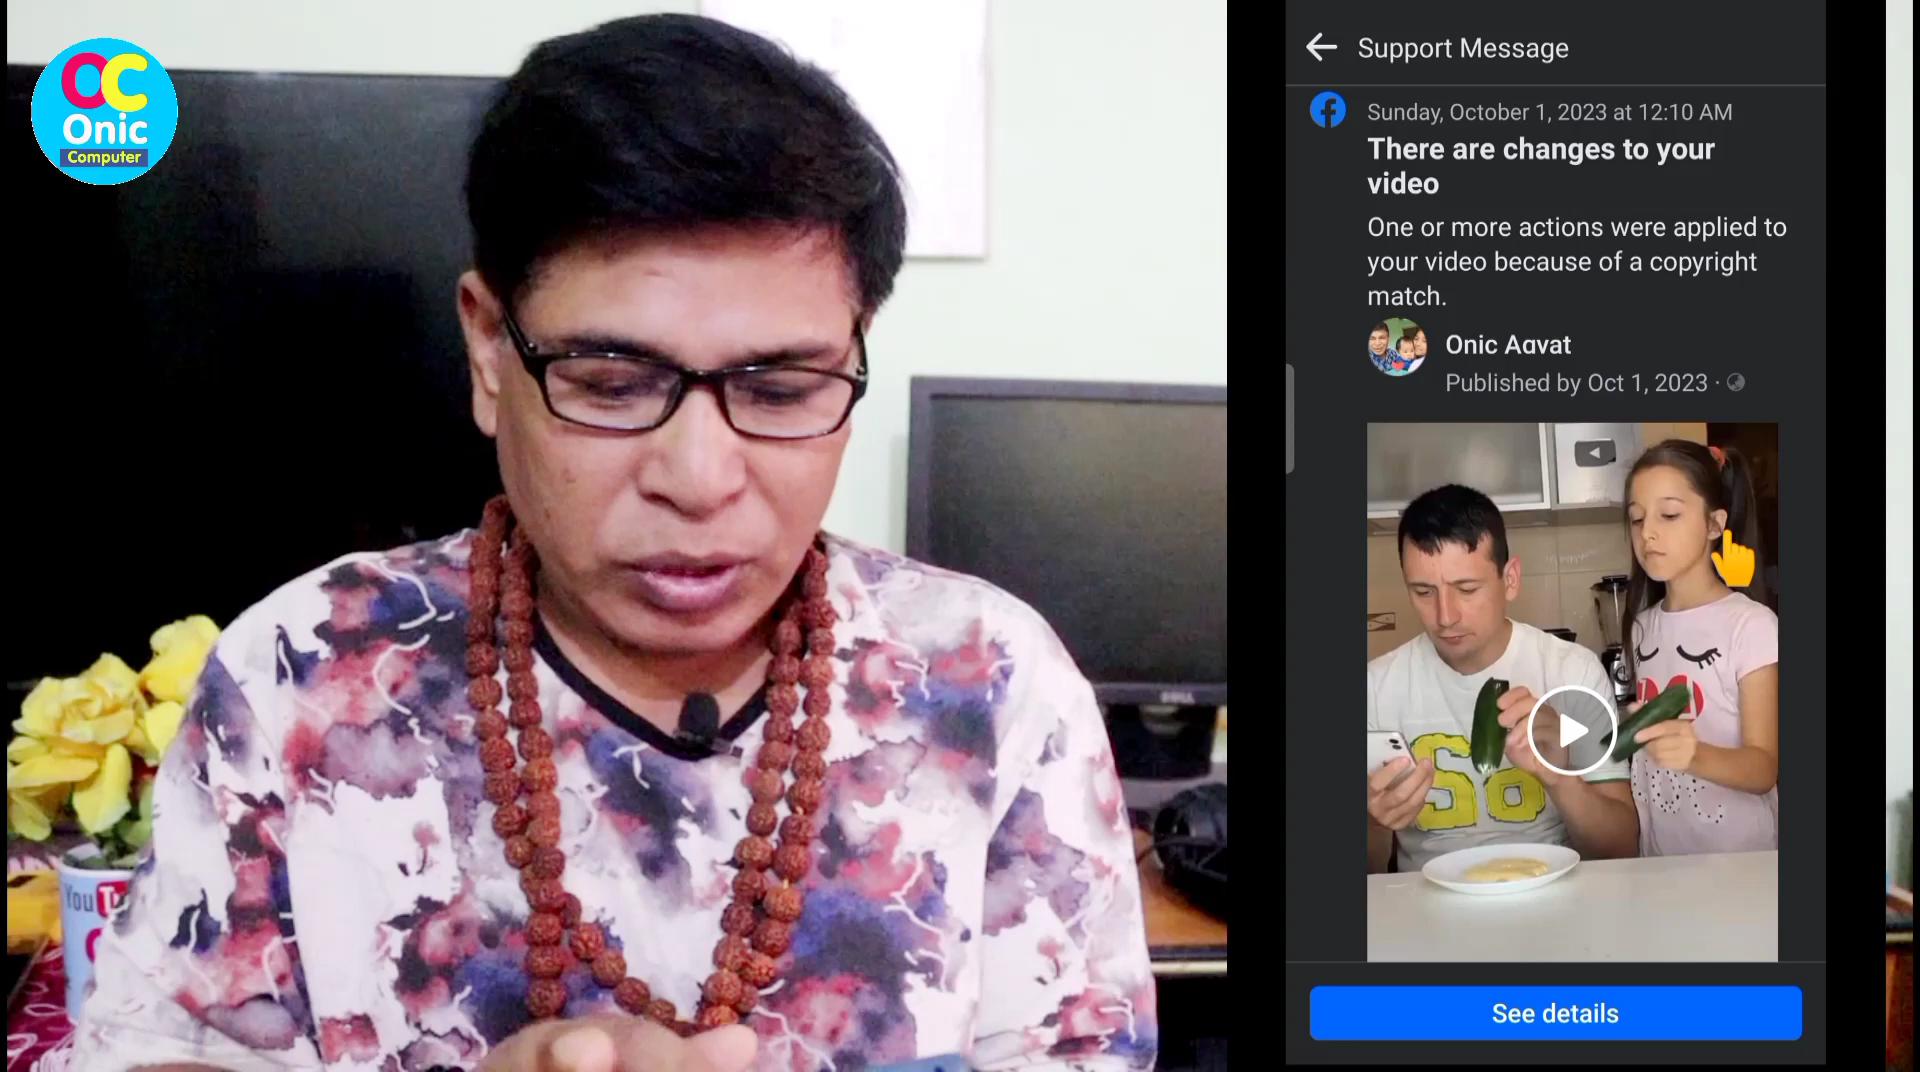 OC
Onic
Computer
You
Support Message
Sunday, October 1, 2023 at 12:10 AM
There are changes to your
video
One or more actions were applied to
your video because of a copyright
match.
Onic Aavat
Published by Oct 1, 2023 ·
See details